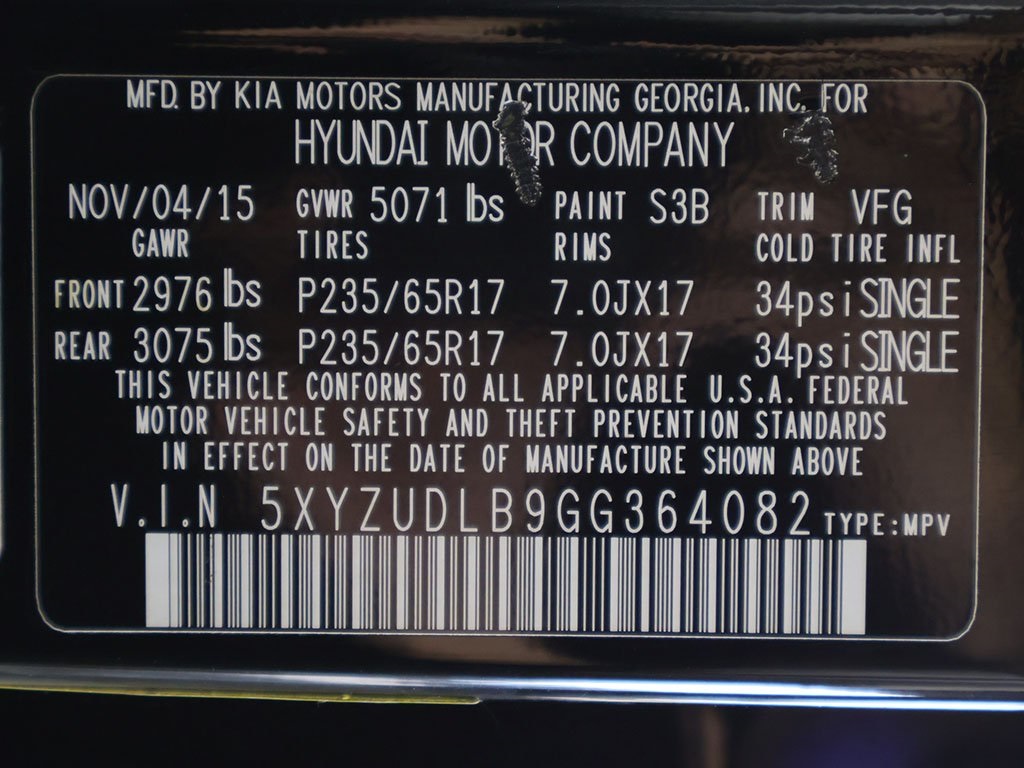 MFD. BY KIA MOTORS MANUFACTURING GEORGIA, INC. FOR
HYUNDAI MOTOR COMPANY
NOV/04/15 GVWR 5071 lbs PAINT S3B TRIM VFG
GAWR TIRES RIMS COLD TIRE INFL
FRONT 2976 lbs P235/65R17 7.0JX17 34psi SINGLE
REAR 3075 lbs P235/65R17 7.0JX17 34psi SINGLE
THIS VEHICLE CONFORMS TO ALL APPLICABLE U.S.A. FEDERAL
MOTOR VEHICLE SAFETY AND THEFT PREVENTION STANDARDS
IN EFFECT ON THE DATE OF MANUFACTURE SHOWN ABOVE
V.I.N 5XYZUDLB9GG364082 TYPE:MPV